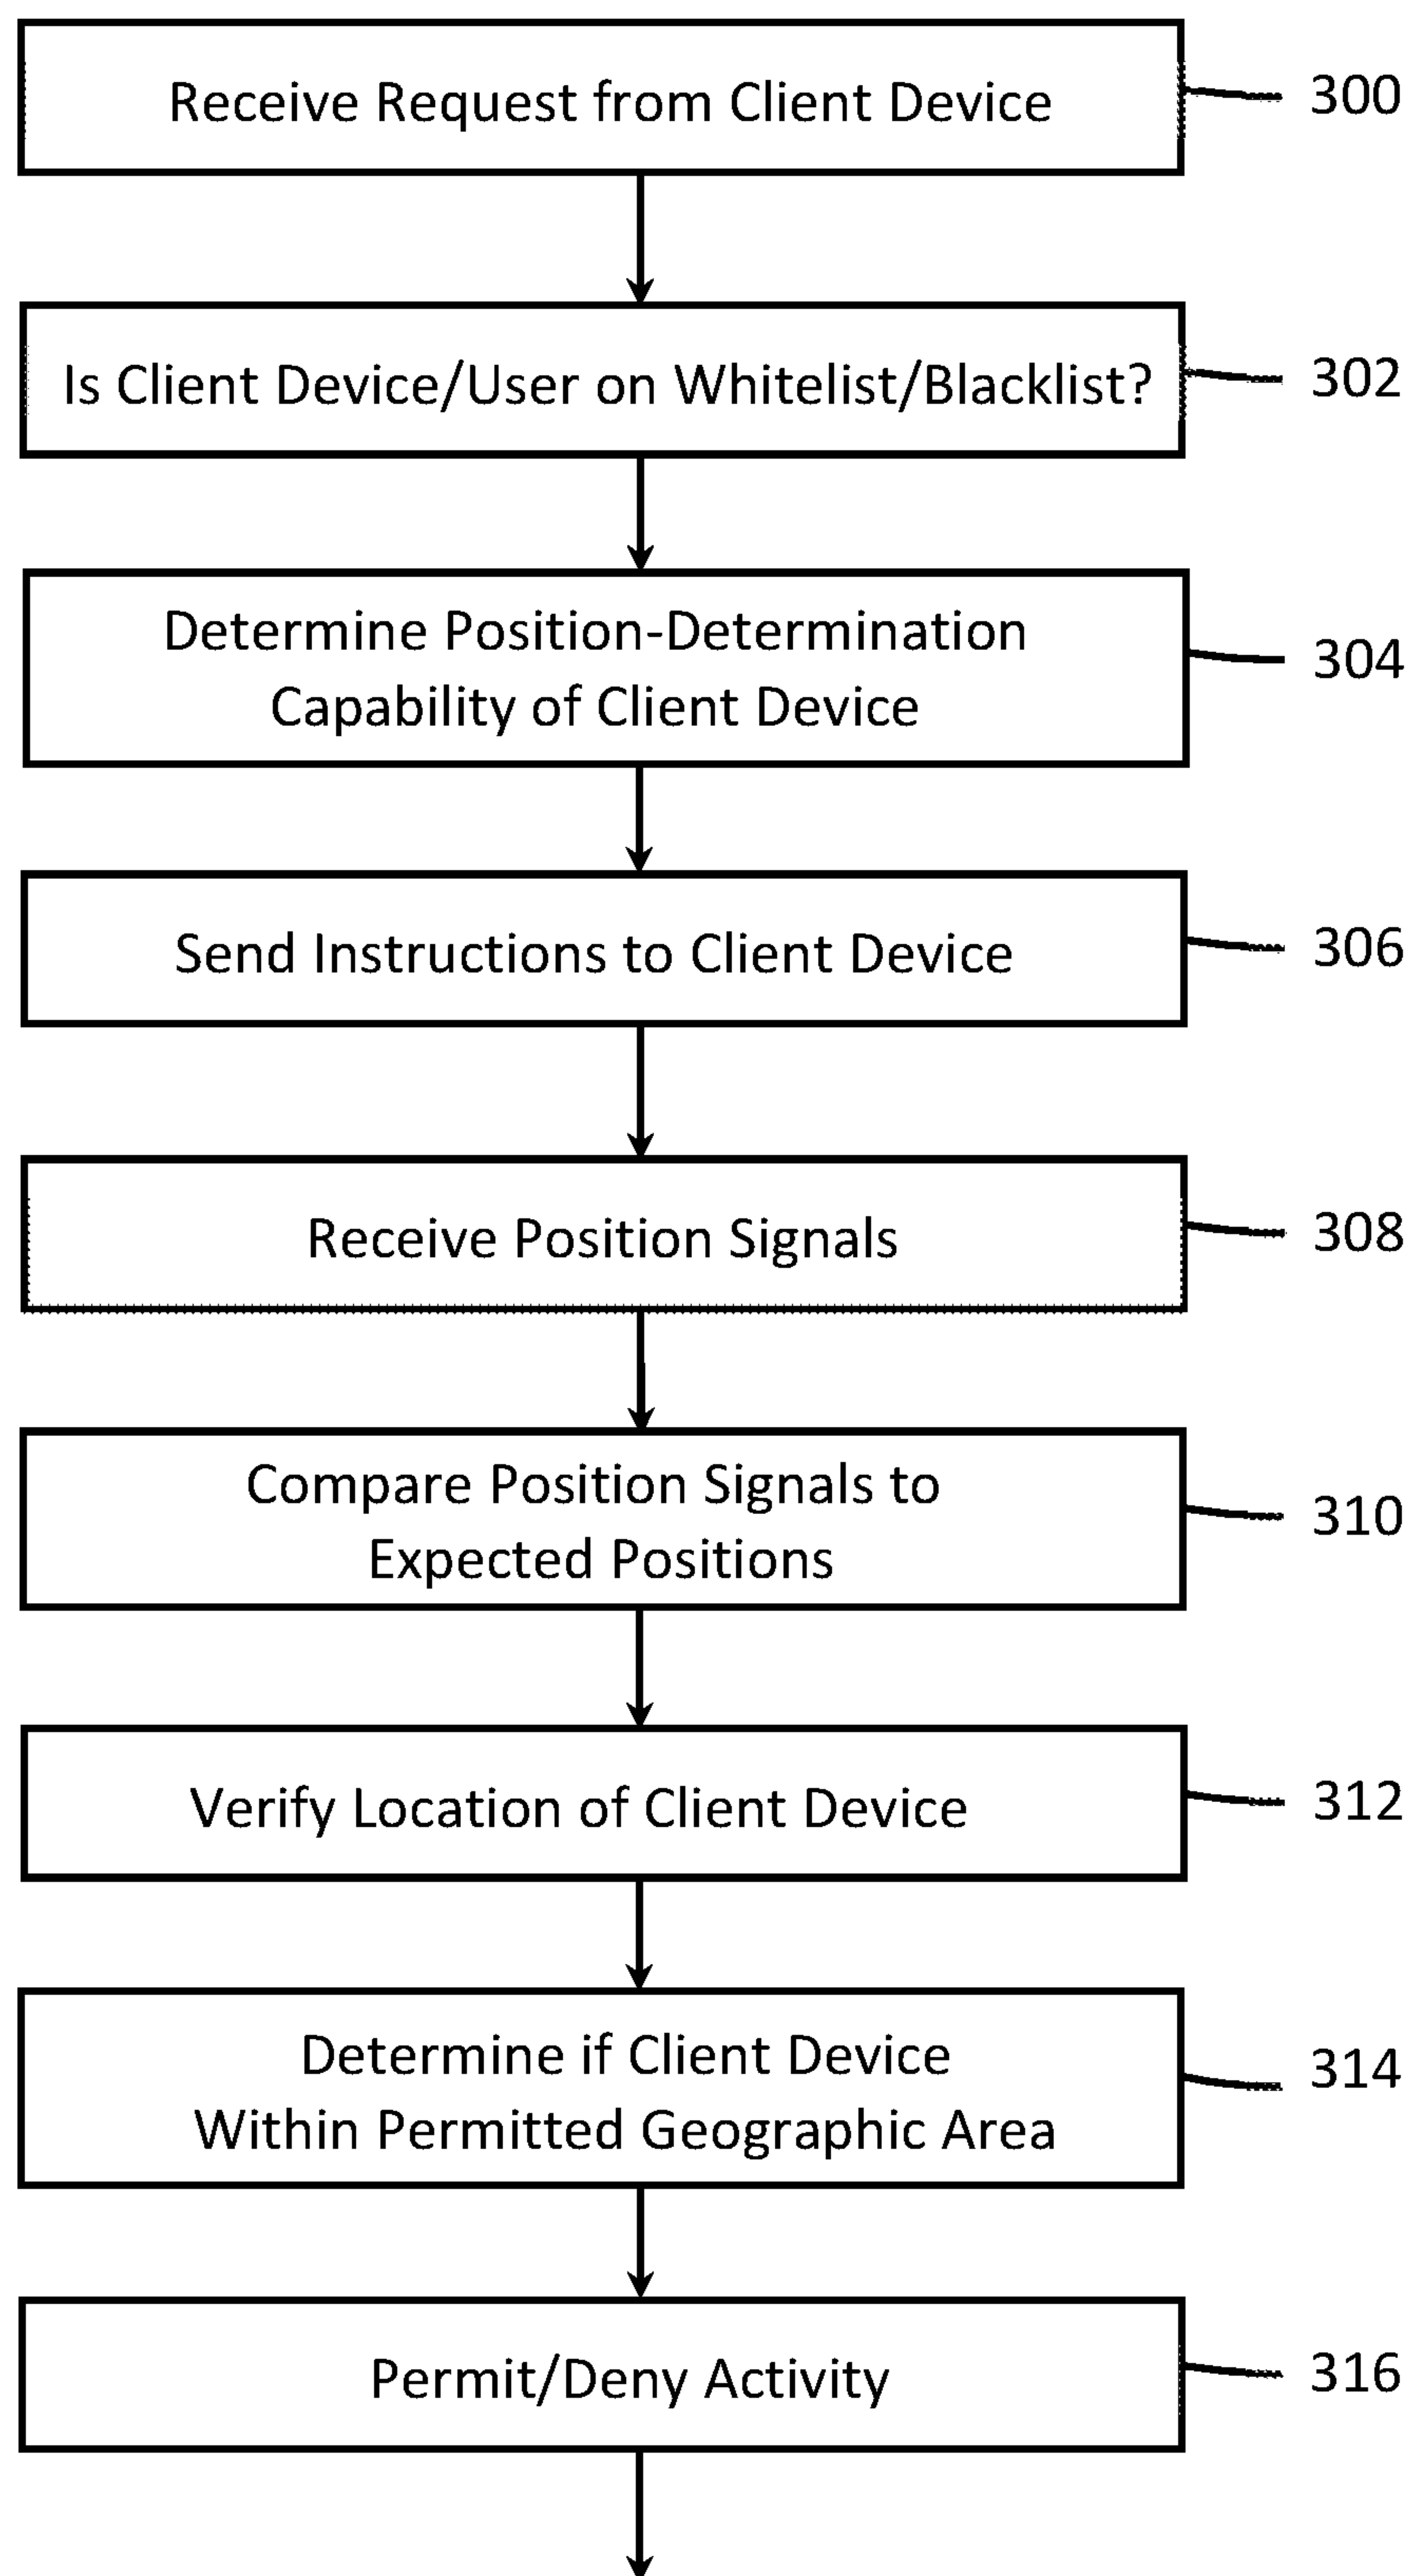 Receive Request from Client Device
300
Is Client Device/User on Whitelist/Blacklist?
302
Determine Position-Determination
Capability of Client Device
304
Send Instructions to Client Device
306
Receive Position Signals
308
Compare Position Signals to
Expected Positions
310
Verify Location of Client Device
312
Determine if Client Device
Within Permitted Geographic Area
314
Permit/Deny Activity
316